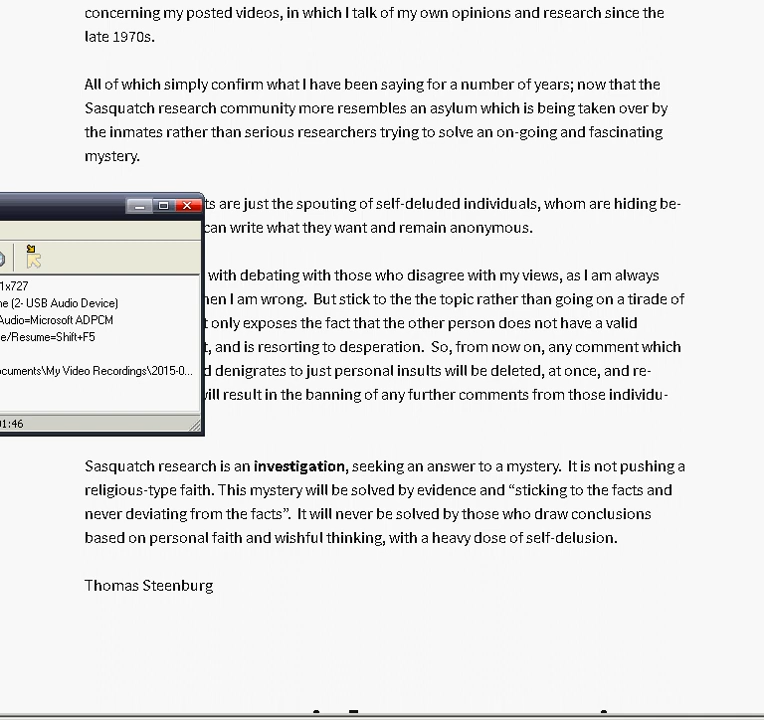 concerning my posted videos, in which I talk of my own opinions and research since the
late 1970s.
All of which simply confirm what I have been saying for a number of years; now that the
Sasquatch research community more resembles an asylum which is being taken over by
the inmates rather than serious researchers trying to solve an on-going and fascinating
mystery.
ts are just the spouting of self-deluded individuals, whom are hiding be-
can write what they want and remain anonymous.
with debating with those who disagree with my views, as I am always
hen I am wrong. But stick to the the topic rather than going on a tirade of
t only exposes the fact that the other person does not have a valid
t, and is resorting to desperation. So, from now on, any comment which
d denigrates to just personal insults will be deleted, at once, and re-
will result in the banning of any further comments from those individu-
1x727
ne (2- USB Audio Device)
Audio=Microsoft ADPCM
e/Resume=Shift+F5
ocuments\My Video Recordings\2015-0...
01:46
Sasquatch research is an investigation, seeking an answer to a mystery. It is not pushing a
religious-type faith. This mystery will be solved by evidence and “sticking to the facts and
never deviating from the facts”. It will never be solved by those who draw conclusions
based on personal faith and wishful thinking, with a heavy dose of self-delusion.
Thomas Steenburg